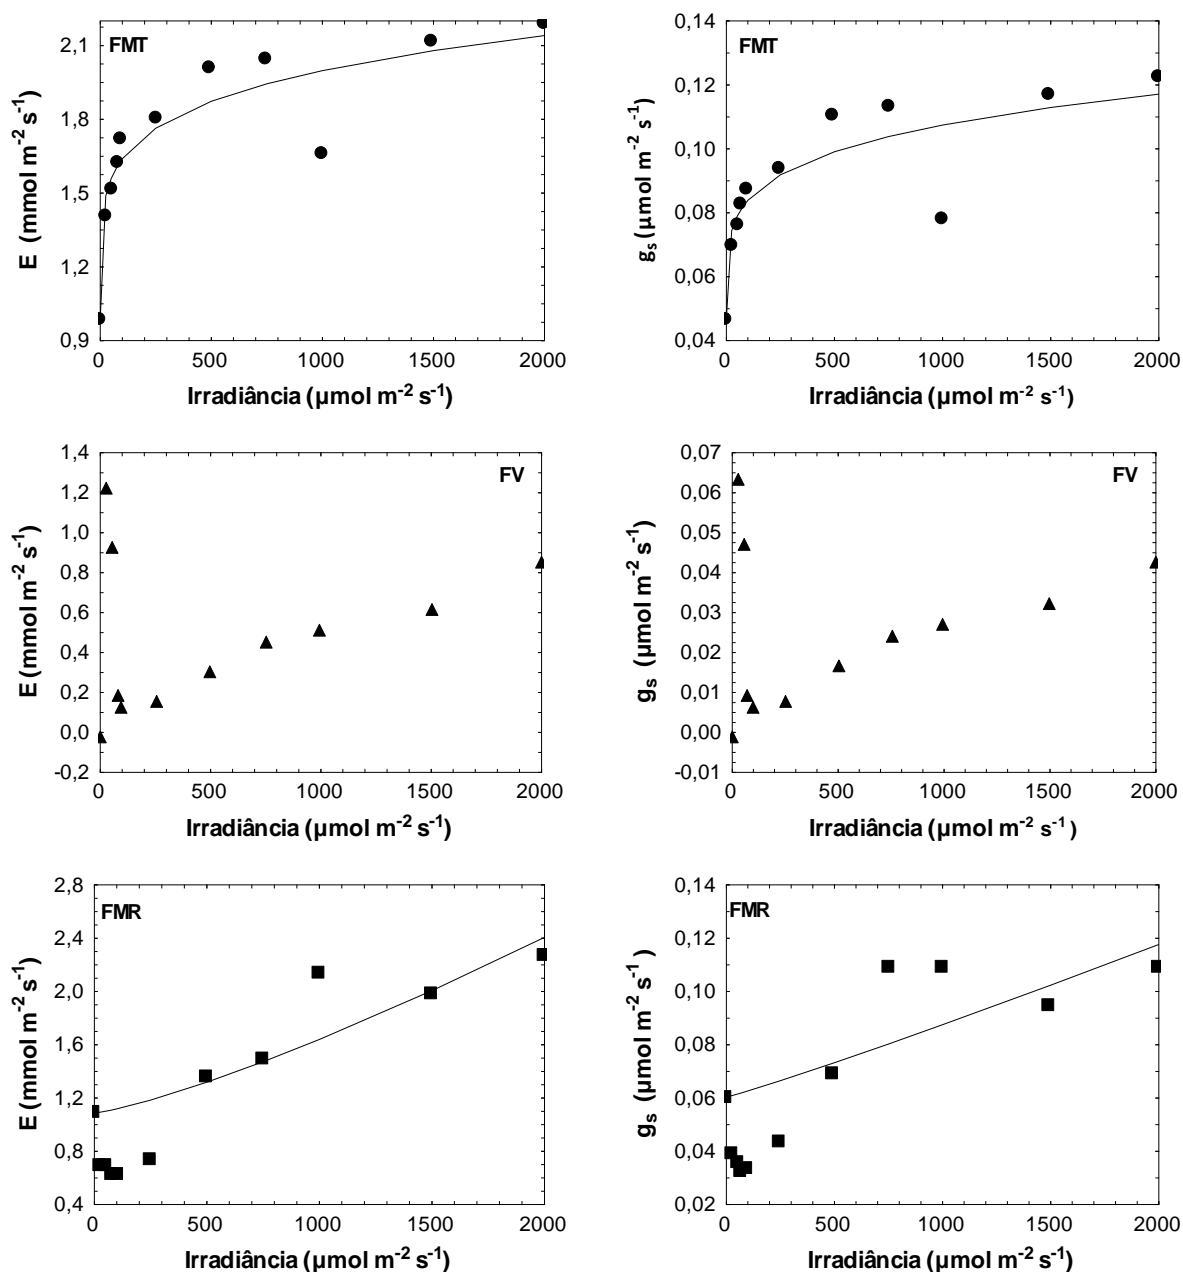 FMT
2,1
1,8
1,5
1,2
0,9
E (mmol m⁻² s⁻¹)
0 500 1000 1500 2000
Irradiância (µmol m⁻² s⁻¹)
FMT
0,14
0,12
0,10
0,08
0,06
0,04
gₛ (µmol m⁻² s⁻¹)
0 500 1000 1500 2000
Irradiância (µmol m⁻² s⁻¹)
FV
1,4
1,2
1,0
0,8
0,6
0,4
0,2
0,0
-0,2
E (mmol m⁻² s⁻¹)
0 500 1000 1500 2000
Irradiância (µmol m⁻² s⁻¹)
FV
0,07
0,06
0,05
0,04
0,03
0,02
0,01
0,00
-0,01
gₛ (µmol m⁻² s⁻¹)
0 500 1000 1500 2000
Irradiância (µmol m⁻² s⁻¹ )
FMR
2,8
2,4
2,0
1,6
1,2
0,8
0,4
E (mmol m⁻² s⁻¹)
0 500 1000 1500 2000
Irradiância (µmol m⁻² s⁻¹)
FMR
0,14
0,12
0,10
0,08
0,06
0,04
0,02
gₛ (µmol m⁻² s⁻¹)
0 500 1000 1500 2000
Irradiância (µmol m⁻² s⁻¹)